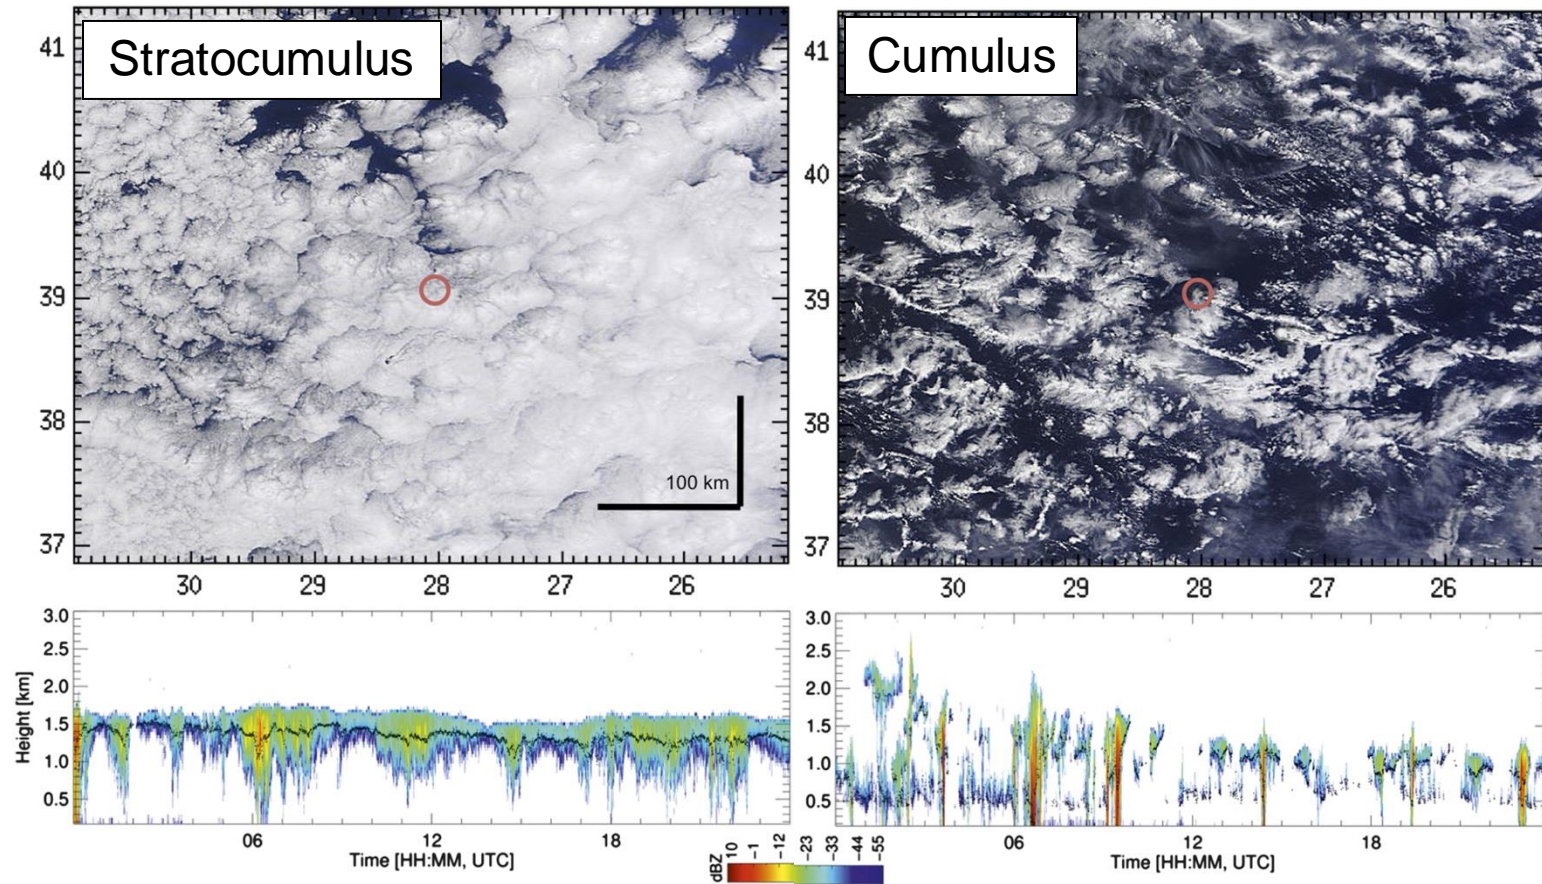 Stratocumulus
41
40
39
38
37
100 km
30 29 28 27 26
Cumulus
41
40
39
38
37
30 29 28 27 26
3.0
2.5
2.0
1.5
1.0
0.5
Height [km]
06 12 18
Time [HH:MM, UTC]
3.0
2.5
2.0
1.5
1.0
0.5
06 12 18
Time [HH:MM, UTC]
dBZ
10 -1 -12 -23 -33 -44 -55